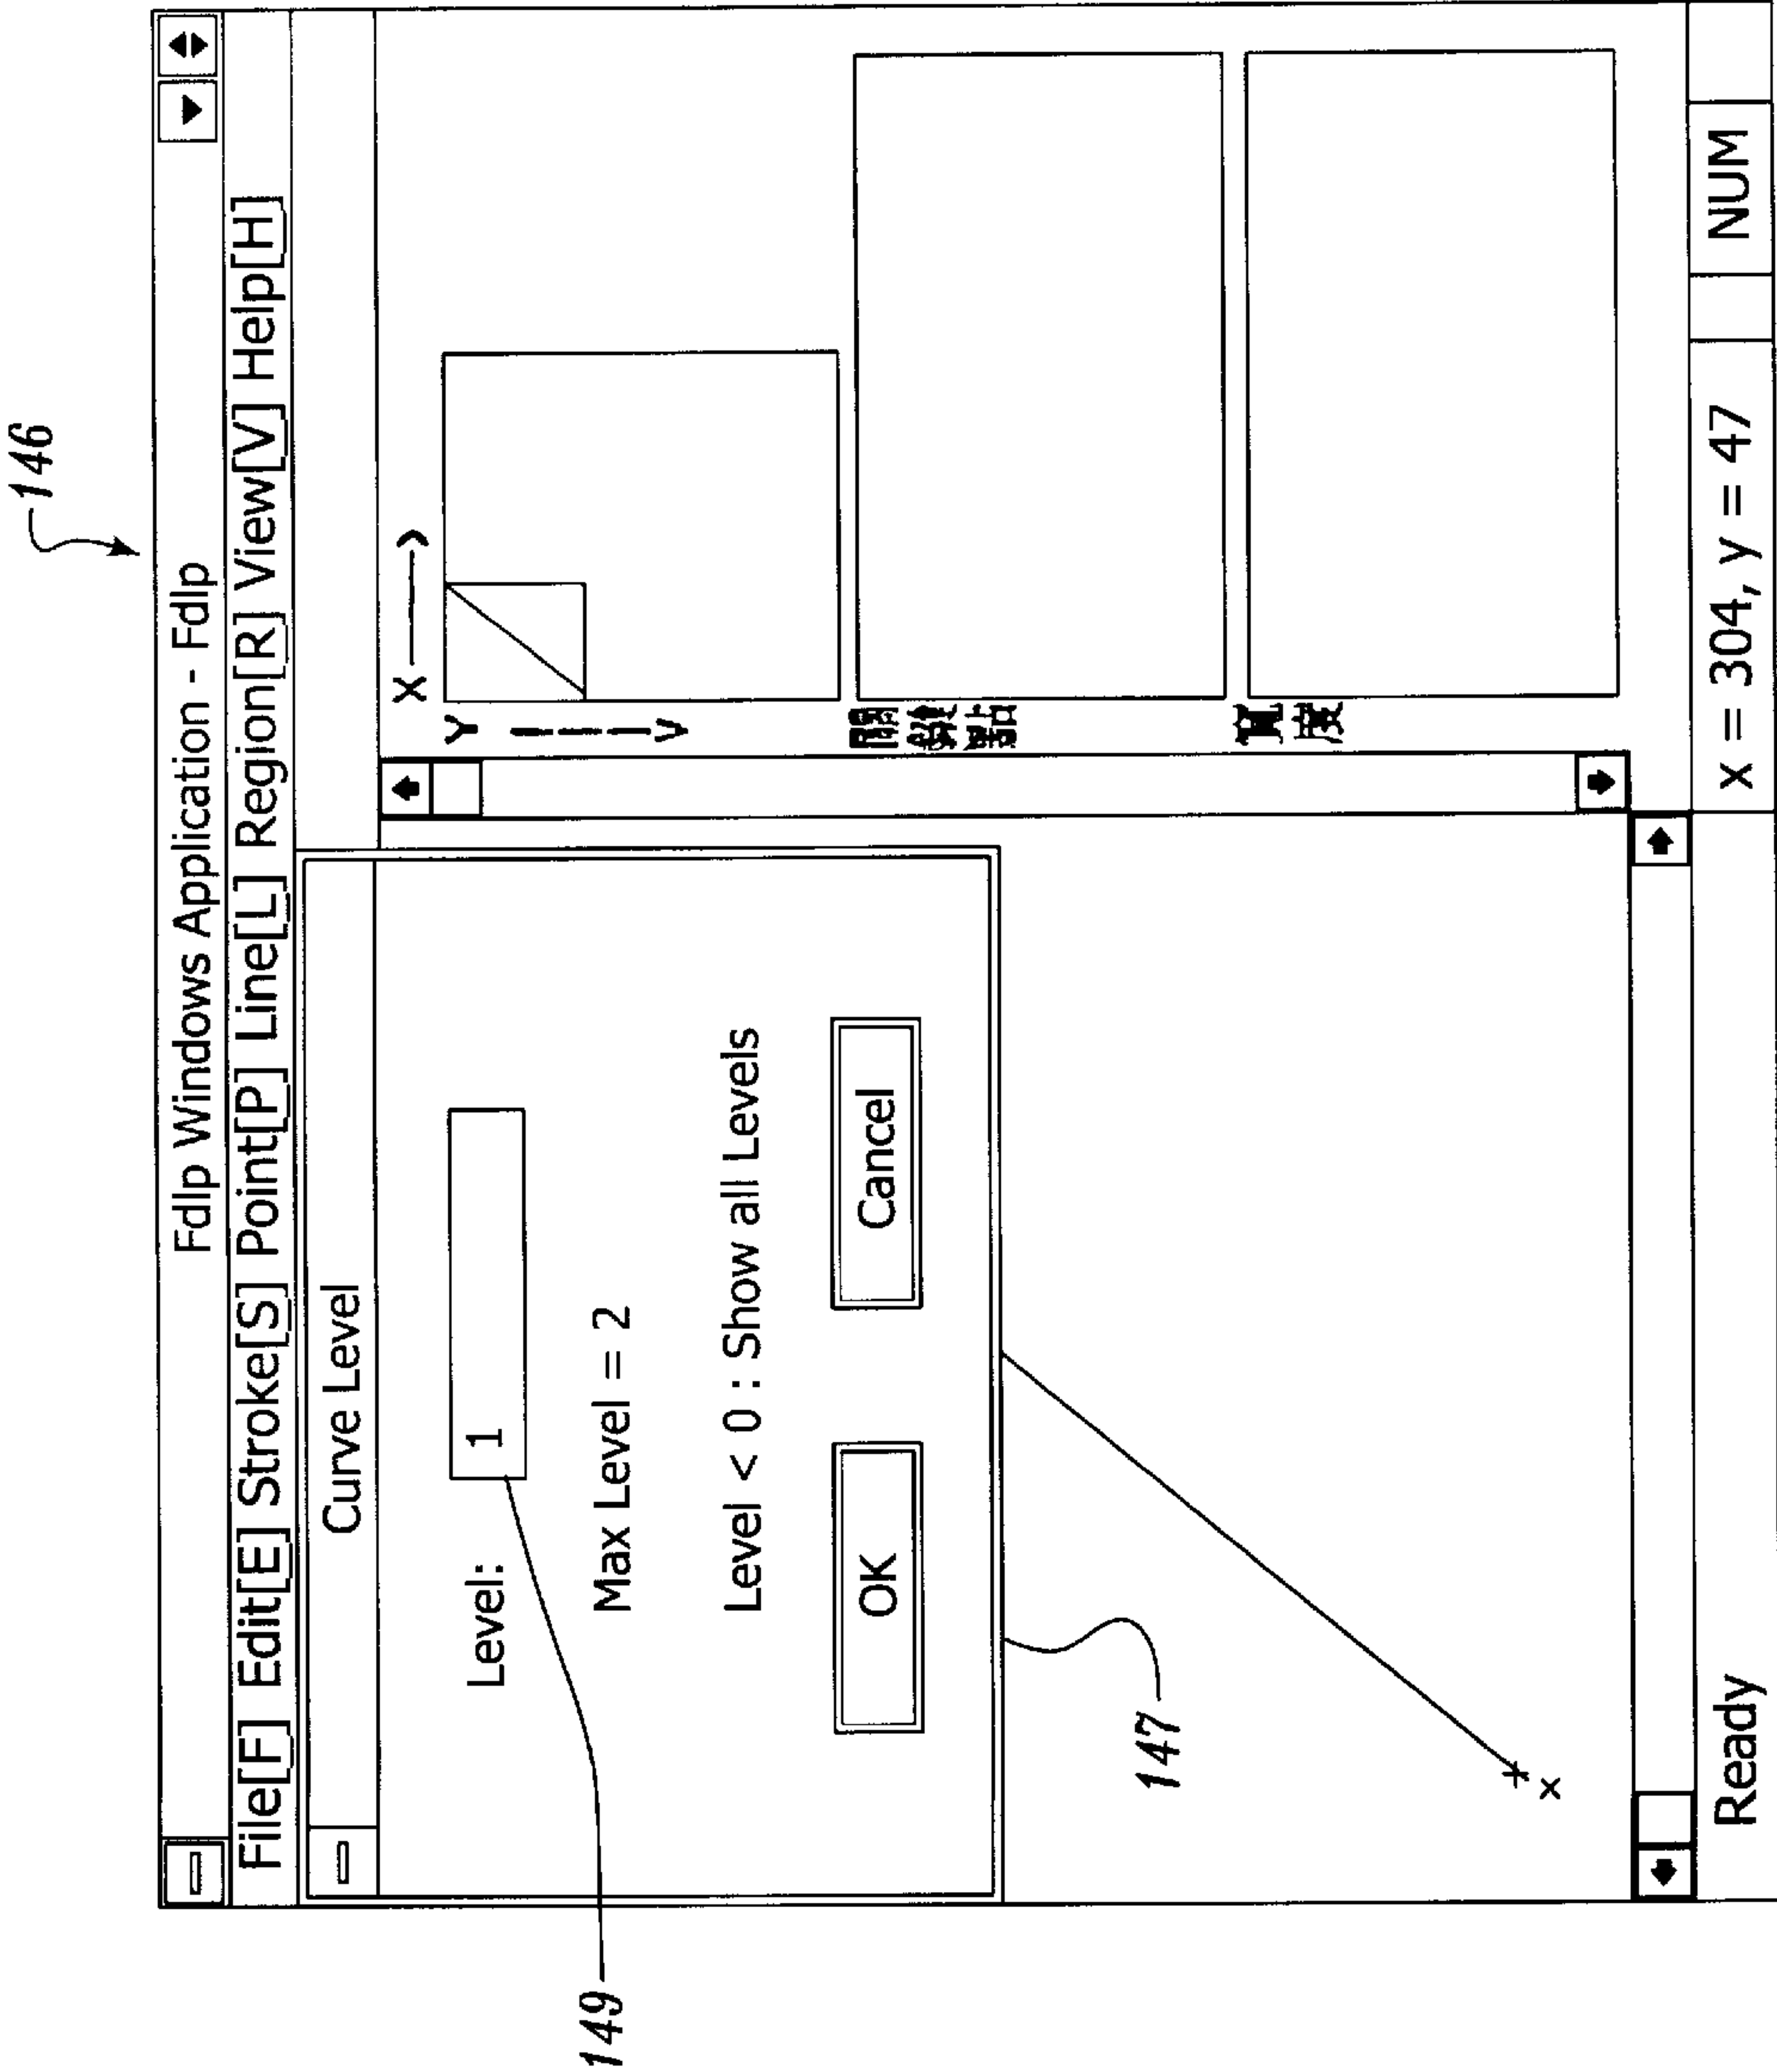 146
Fdlp Windows Application - Fdlp
File[F] Edit[E] Stroke[S] Point[P] Line[L] Region[R] View[V] Help[H]
Curve Level
Level: 1
Max Level = 2
Level < 0 : Show all Levels
OK Cancel
149
147
X
Y
x
Ready
x = 304, y = 47
NUM